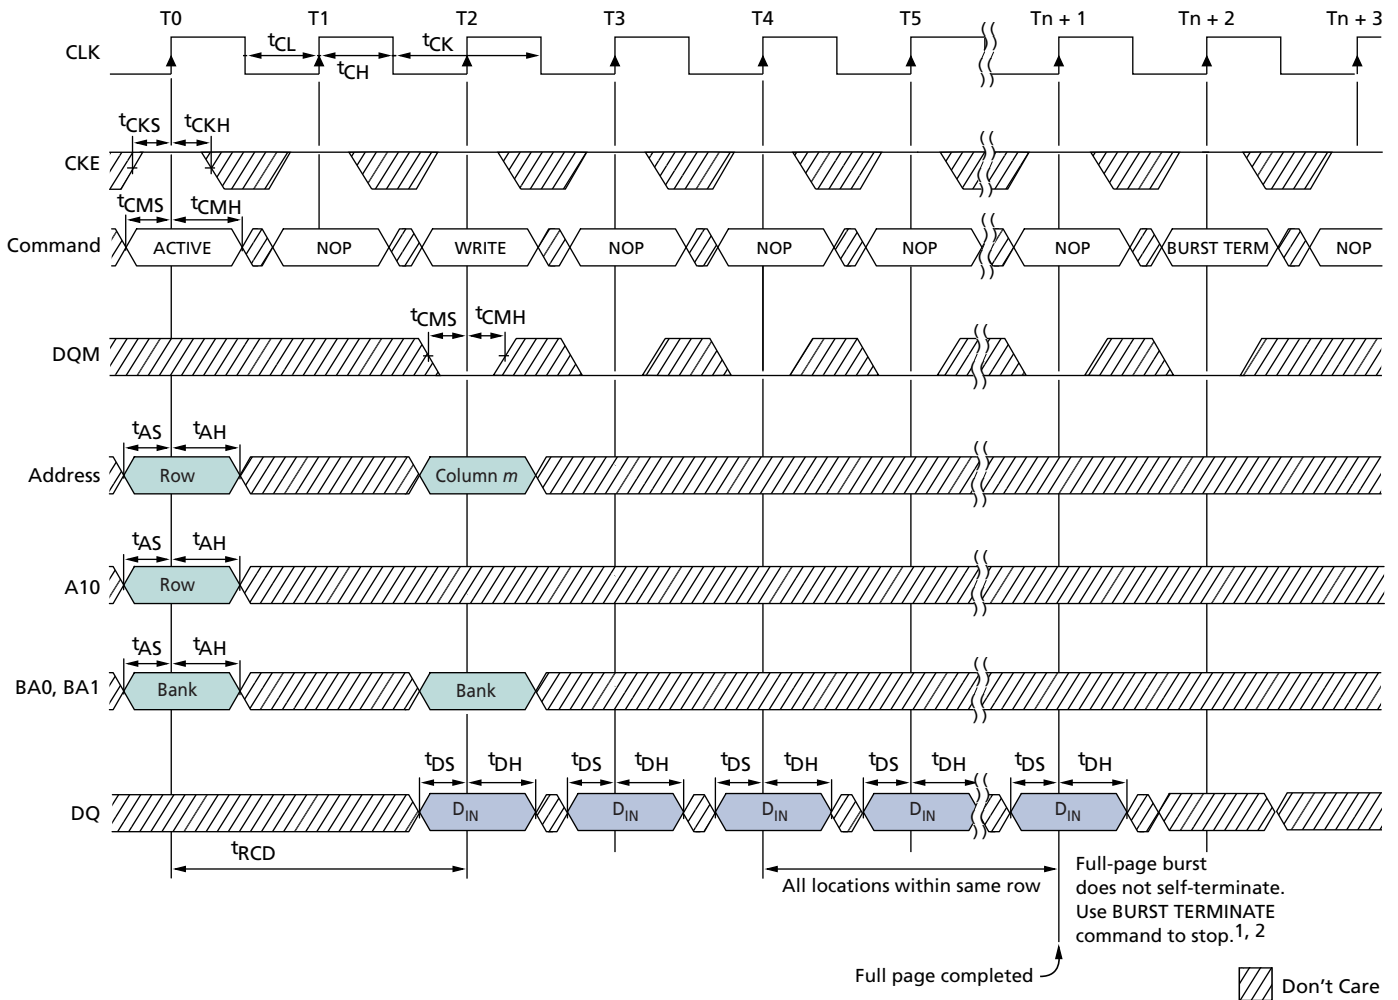 T0 T1 T2 T3 T4 T5 Tn + 1 Tn + 2 Tn + 3
CLK tCL tCH tCK
tCKS tCKH
CKE
tCMS tCMH
Command ACTIVE NOP WRITE NOP NOP NOP NOP BURST TERM NOP
tCMS tCMH
DQM
tAS tAH
Address Row Column m
tAS tAH
A10 Row
tAS tAH
BA0, BA1 Bank Bank
tDS tDH tDS tDH tDS tDH tDS tDH tDS tDH
DQ DIN DIN DIN DIN DIN
tRCD
All locations within same row
Full-page burst
does not self-terminate.
Use BURST TERMINATE
command to stop.1, 2
Full page completed
Don't Care